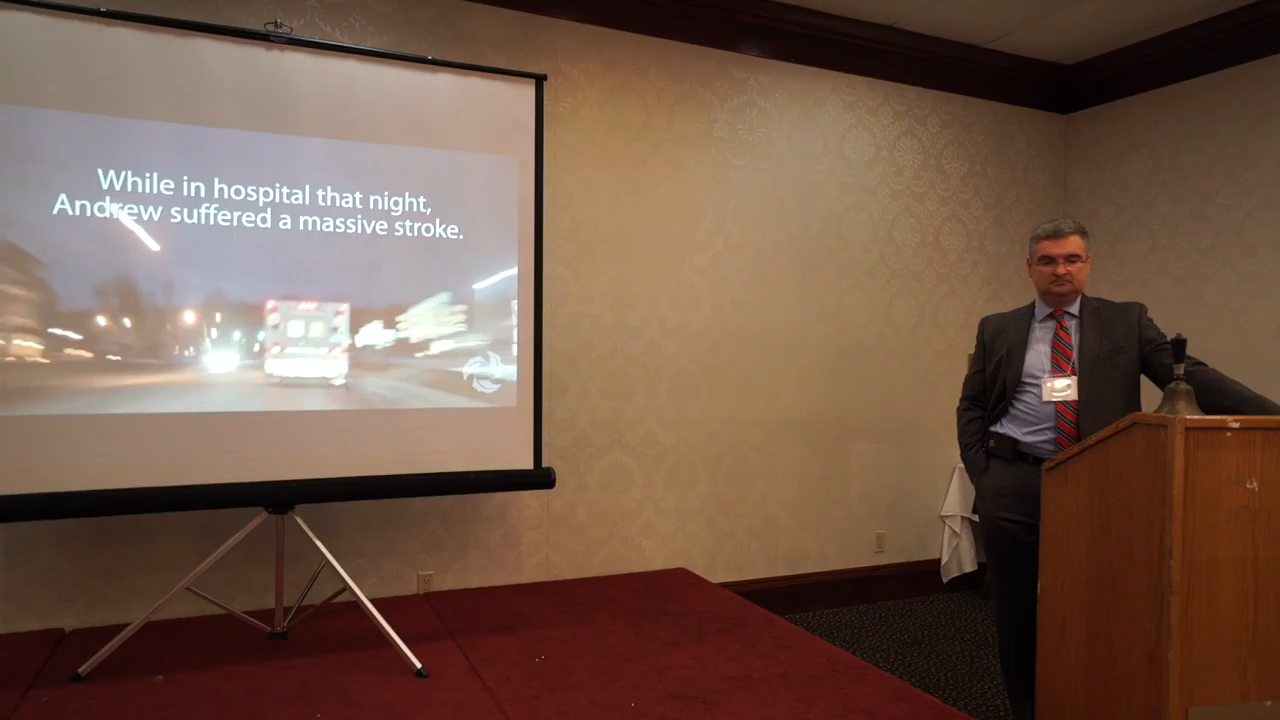 While in hospital that night,
Andrew suffered a massive stroke.